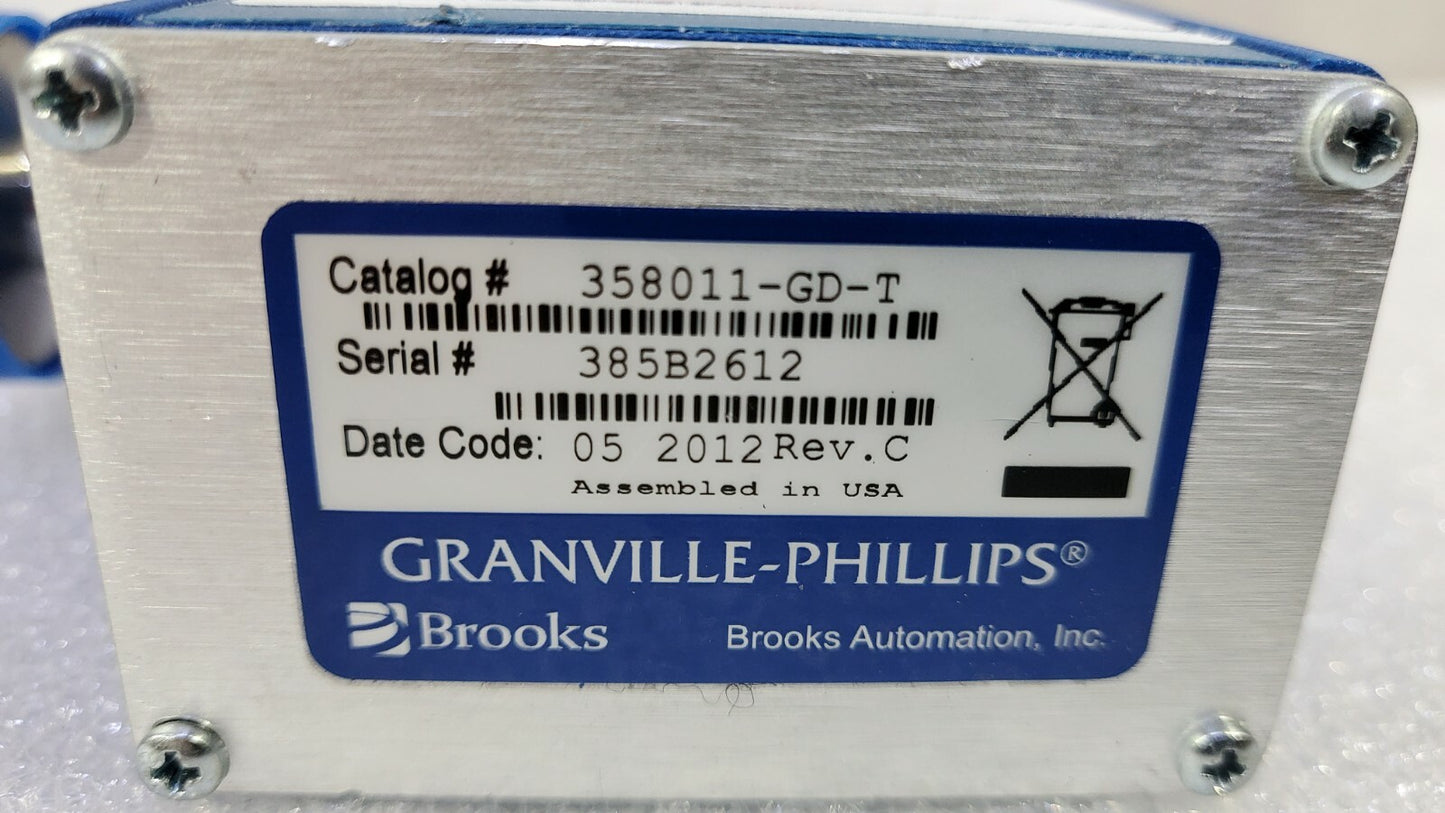 Catalog # 358011-GD-T
Serial # 385B2612
Date Code: 05 2012 Rev.C
Assembled in USA
GRANVILLE-PHILLIPS®
Brooks Brooks Automation, Inc.